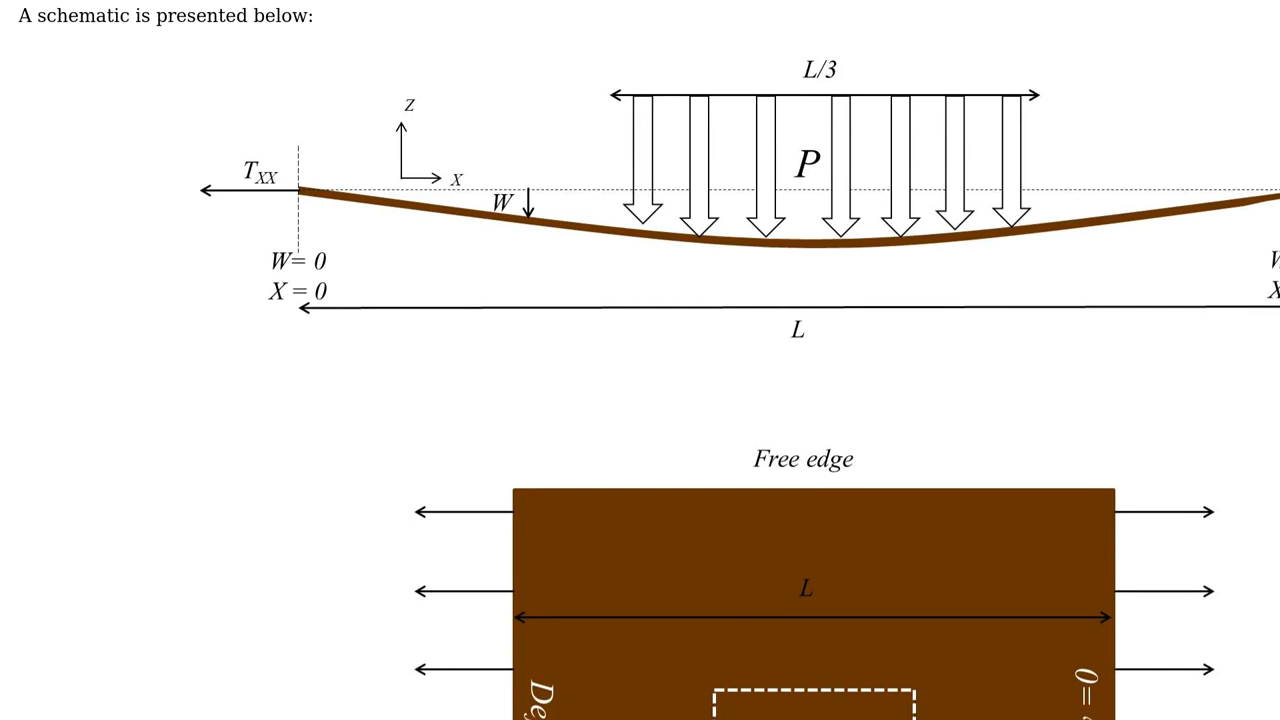 A schematic is presented below:
L/3
Z
T_XX
X
P
W
W= 0
X = 0
L
Free edge
L